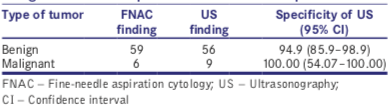 Type of tumor FNAC finding US finding Specificity of US (95% CI)
Benign 59 56 94.9 (85.9–98.9)
Malignant 6 9 100.00 (54.07–100.00)
FNAC – Fine-needle aspiration cytology; US – Ultrasonography;
CI – Confidence interval